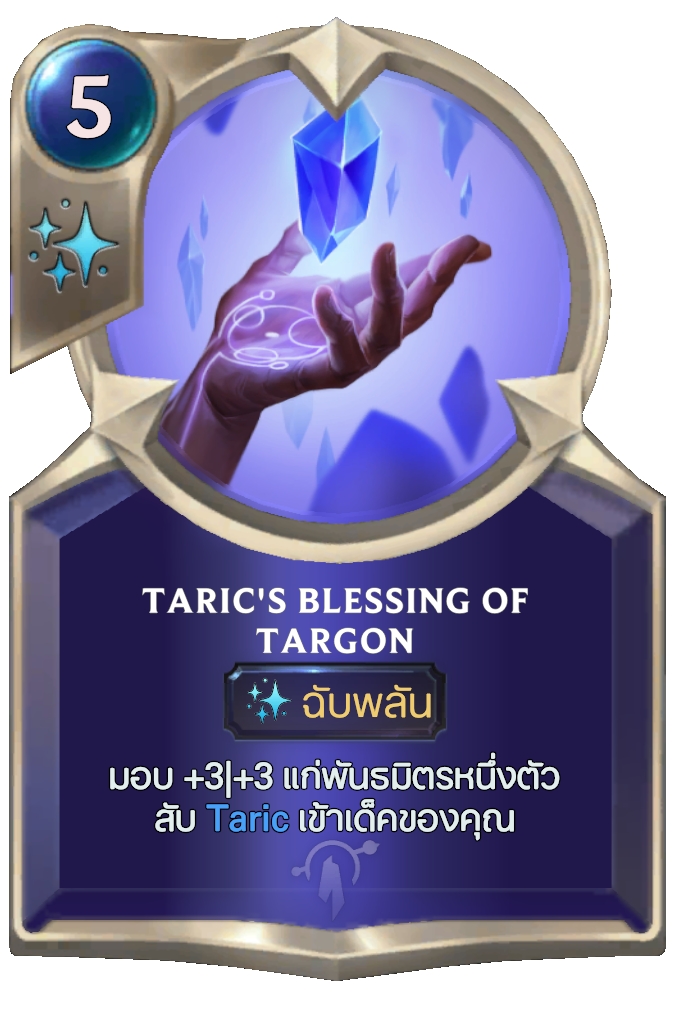 5
TARIC'S BLESSING OF
TARGON
ฉับพลัน
มอบ +3|+3 แก่พันธมิตรหนึ่งตัว
สับ Taric เข้าเด็คของคุณ